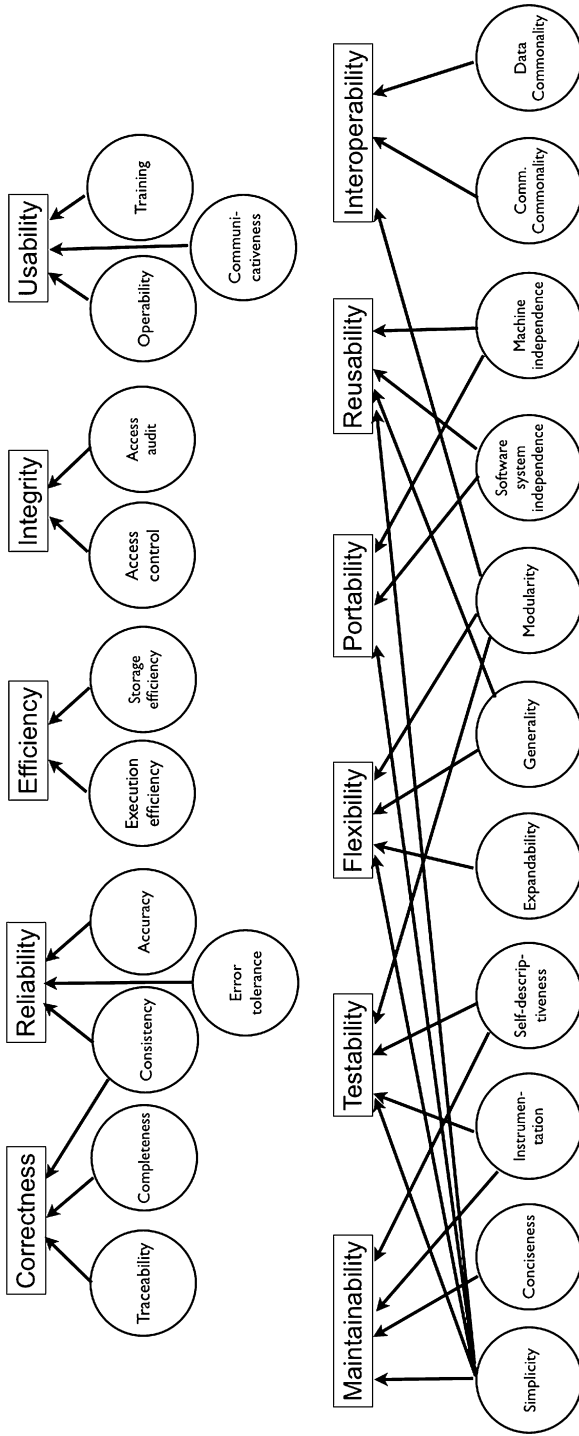 Correctness
Reliability
Efficiency
Integrity
Usability
Traceability
Completeness
Consistency
Accuracy
Execution
efficiency
Storage
efficiency
Access
control
Access
audit
Operability
Training
Error
tolerance
Communi-
cativeness
Maintainability
Testability
Flexibility
Portability
Reusability
Interoperability
Simplicity
Conciseness
Instrumen-
tation
Self-descrip-
tiveness
Expandability
Generality
Modularity
Software
system
independence
Machine
independence
Comm.
Commonality
Data
Commonality